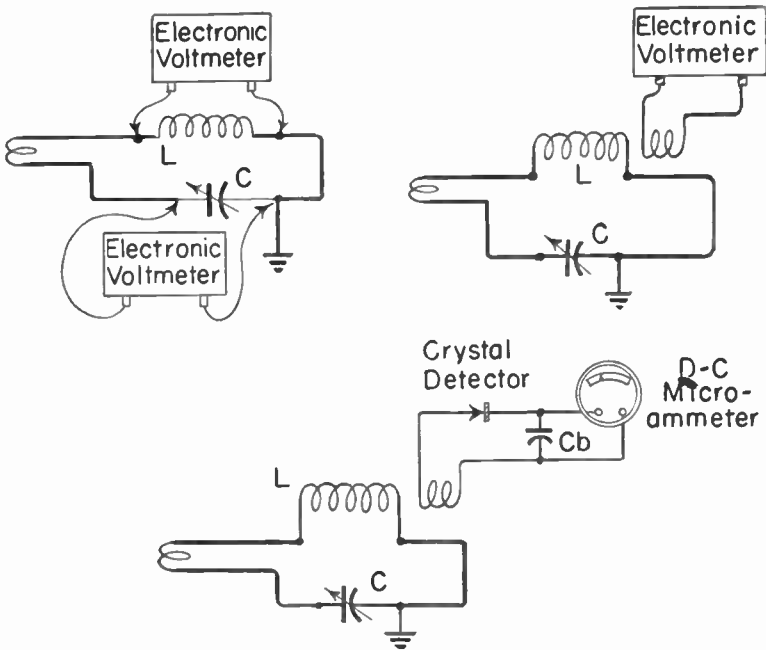 Electronic
Voltmeter
L
C
Electronic
Voltmeter
Electronic
Voltmeter
L
C
Crystal
Detector
D-C
Micro-
ammeter
Cb
L
C